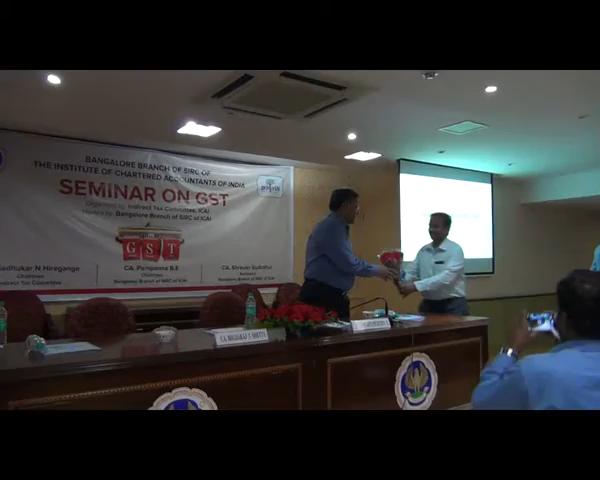 BANGALORE BRANCH OF SIRC OF
THE INSTITUTE OF CHARTERED ACCOUNTANTS OF INDIA
SEMINAR ON GST
Organised by: Indirect Tax Committee, ICAI
Hosted by: Bangalore Branch of SIRC of ICAI
GST
Madhukar N Hiregange
Chairman
Indirect Tax Committee
CA. Pampanna B.E
Chairman
Bangalore Branch of SIRC of ICAI
CA. Shravan Guduthur
Secretary
Bangalore Branch of SIRC of ICAI